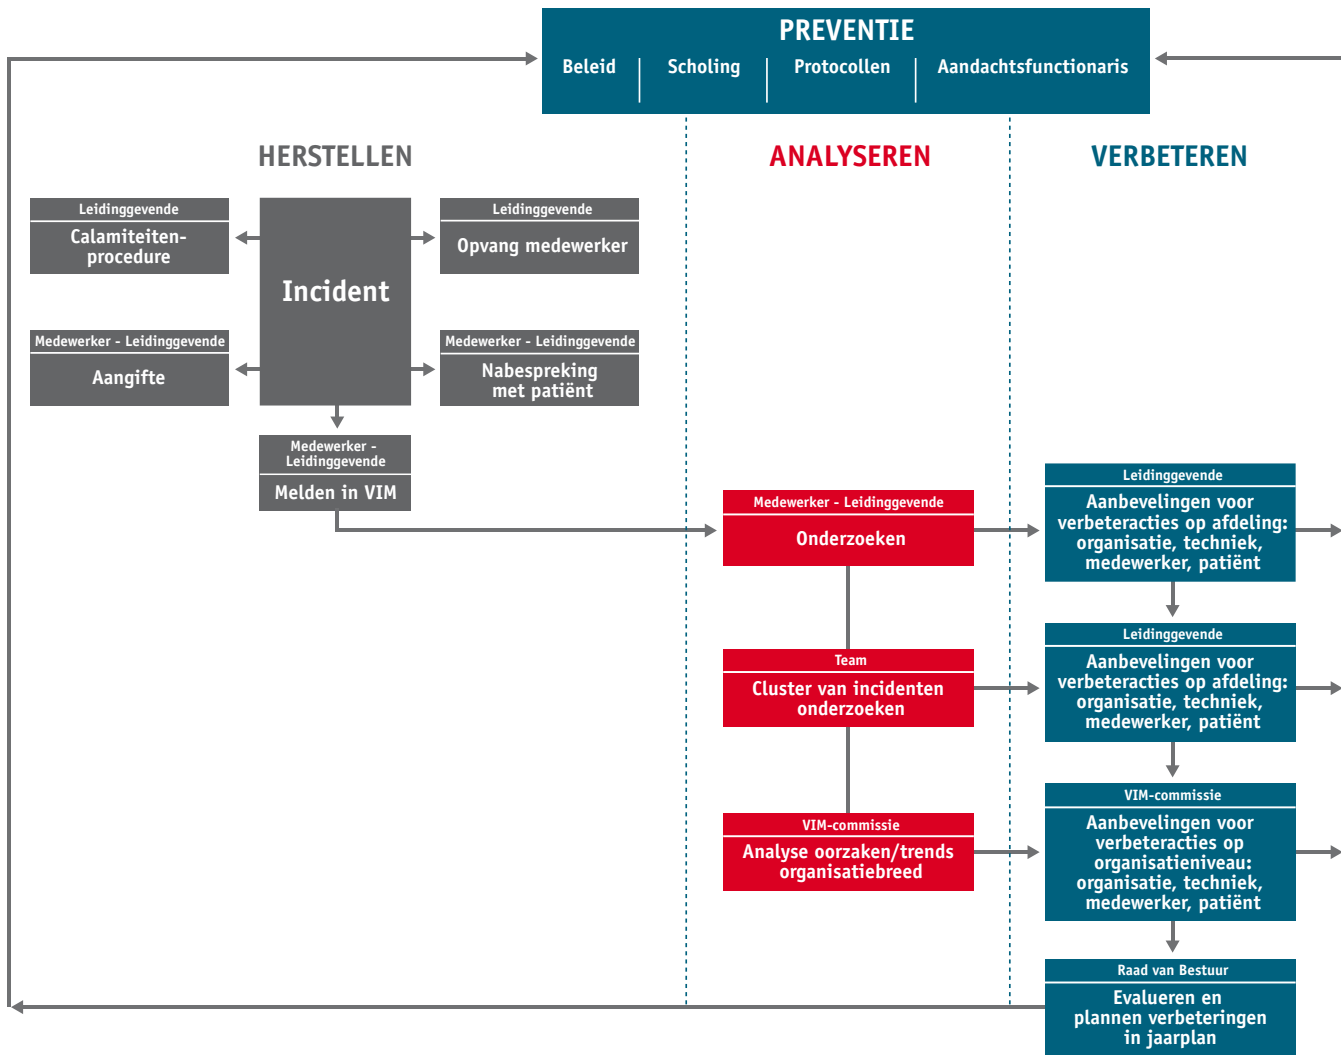 PREVENTIE
Beleid
Scholing
Protocollen
Aandachtsfunctionaris
HERSTELLEN
ANALYSEREN
VERBETEREN
Leidinggevende
Calamiteiten-
procedure
Incident
Leidinggevende
Opvang medewerker
Medewerker - Leidinggevende
Aangifte
Medewerker - Leidinggevende
Nabespreking
met patiënt
Medewerker -
Leidinggevende
Melden in VIM
Medewerker - Leidinggevende
Onderzoeken
Leidinggevende
Aanbevelingen voor
verbeteracties op afdeling:
organisatie, techniek,
medewerker, patiënt
Team
Cluster van incidenten
onderzoeken
Leidinggevende
Aanbevelingen voor
verbeteracties op afdeling:
organisatie, techniek,
medewerker, patiënt
VIM-commissie
Analyse oorzaken/trends
organisatiebreed
VIM-commissie
Aanbevelingen voor
verbeteracties op
organisatieniveau:
organisatie, techniek,
medewerker, patiënt
Raad van Bestuur
Evalueren en
plannen verbeteringen
in jaarplan